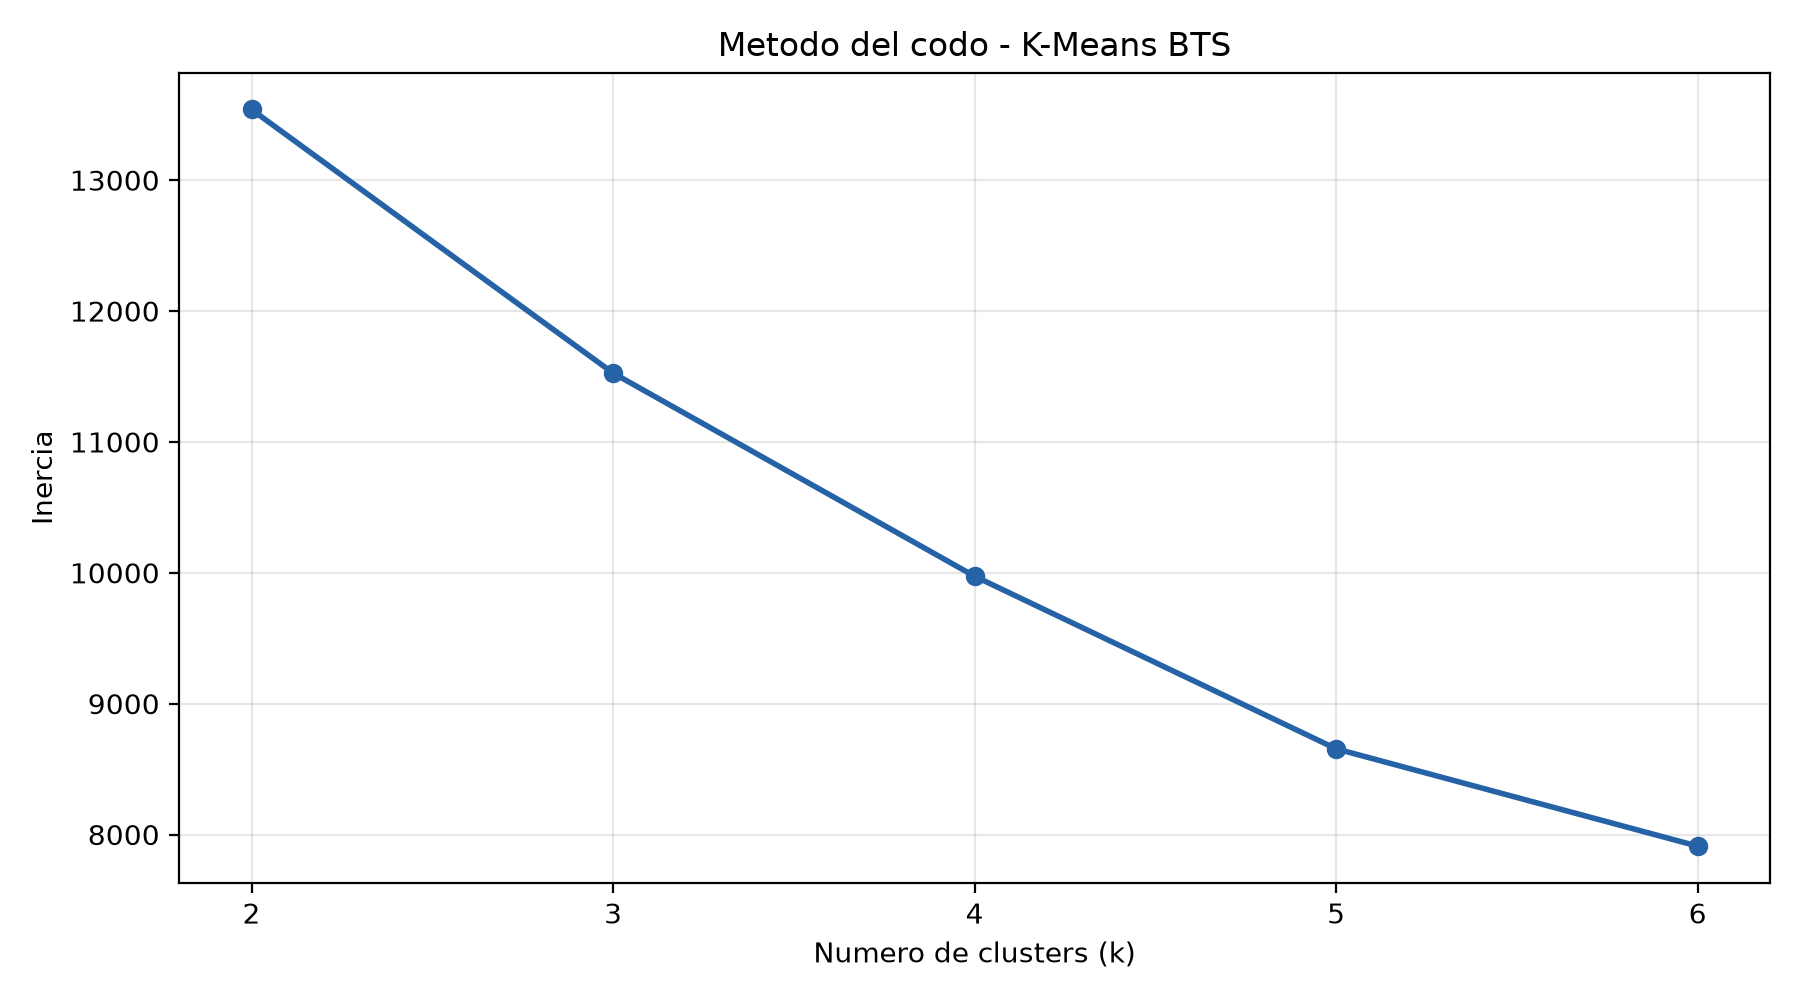 Metodo del codo - K-Means BTS
Inercia
13000
12000
11000
10000
9000
8000
2 3 4 5 6
Numero de clusters (k)